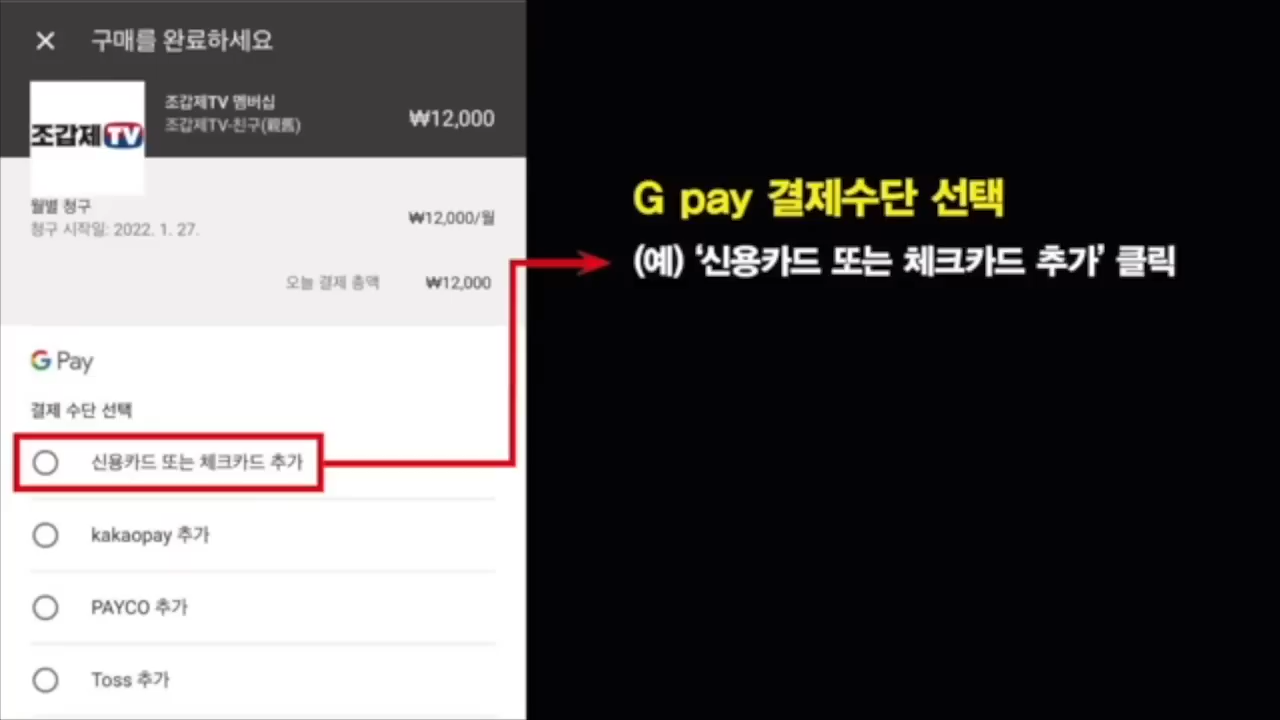 구매를 완료하세요
조갑제TV
조갑제TV 멤버십
조갑제TV-친구(親舊)
₩12,000
월별 청구
청구 시작일: 2022. 1. 27.
₩12,000/월
오늘 결제 총액 ₩12,000
G Pay
결제 수단 선택
신용카드 또는 체크카드 추가
kakaopay 추가
PAYCO 추가
Toss 추가
G pay 결제수단 선택
(예) ‘신용카드 또는 체크카드 추가’ 클릭